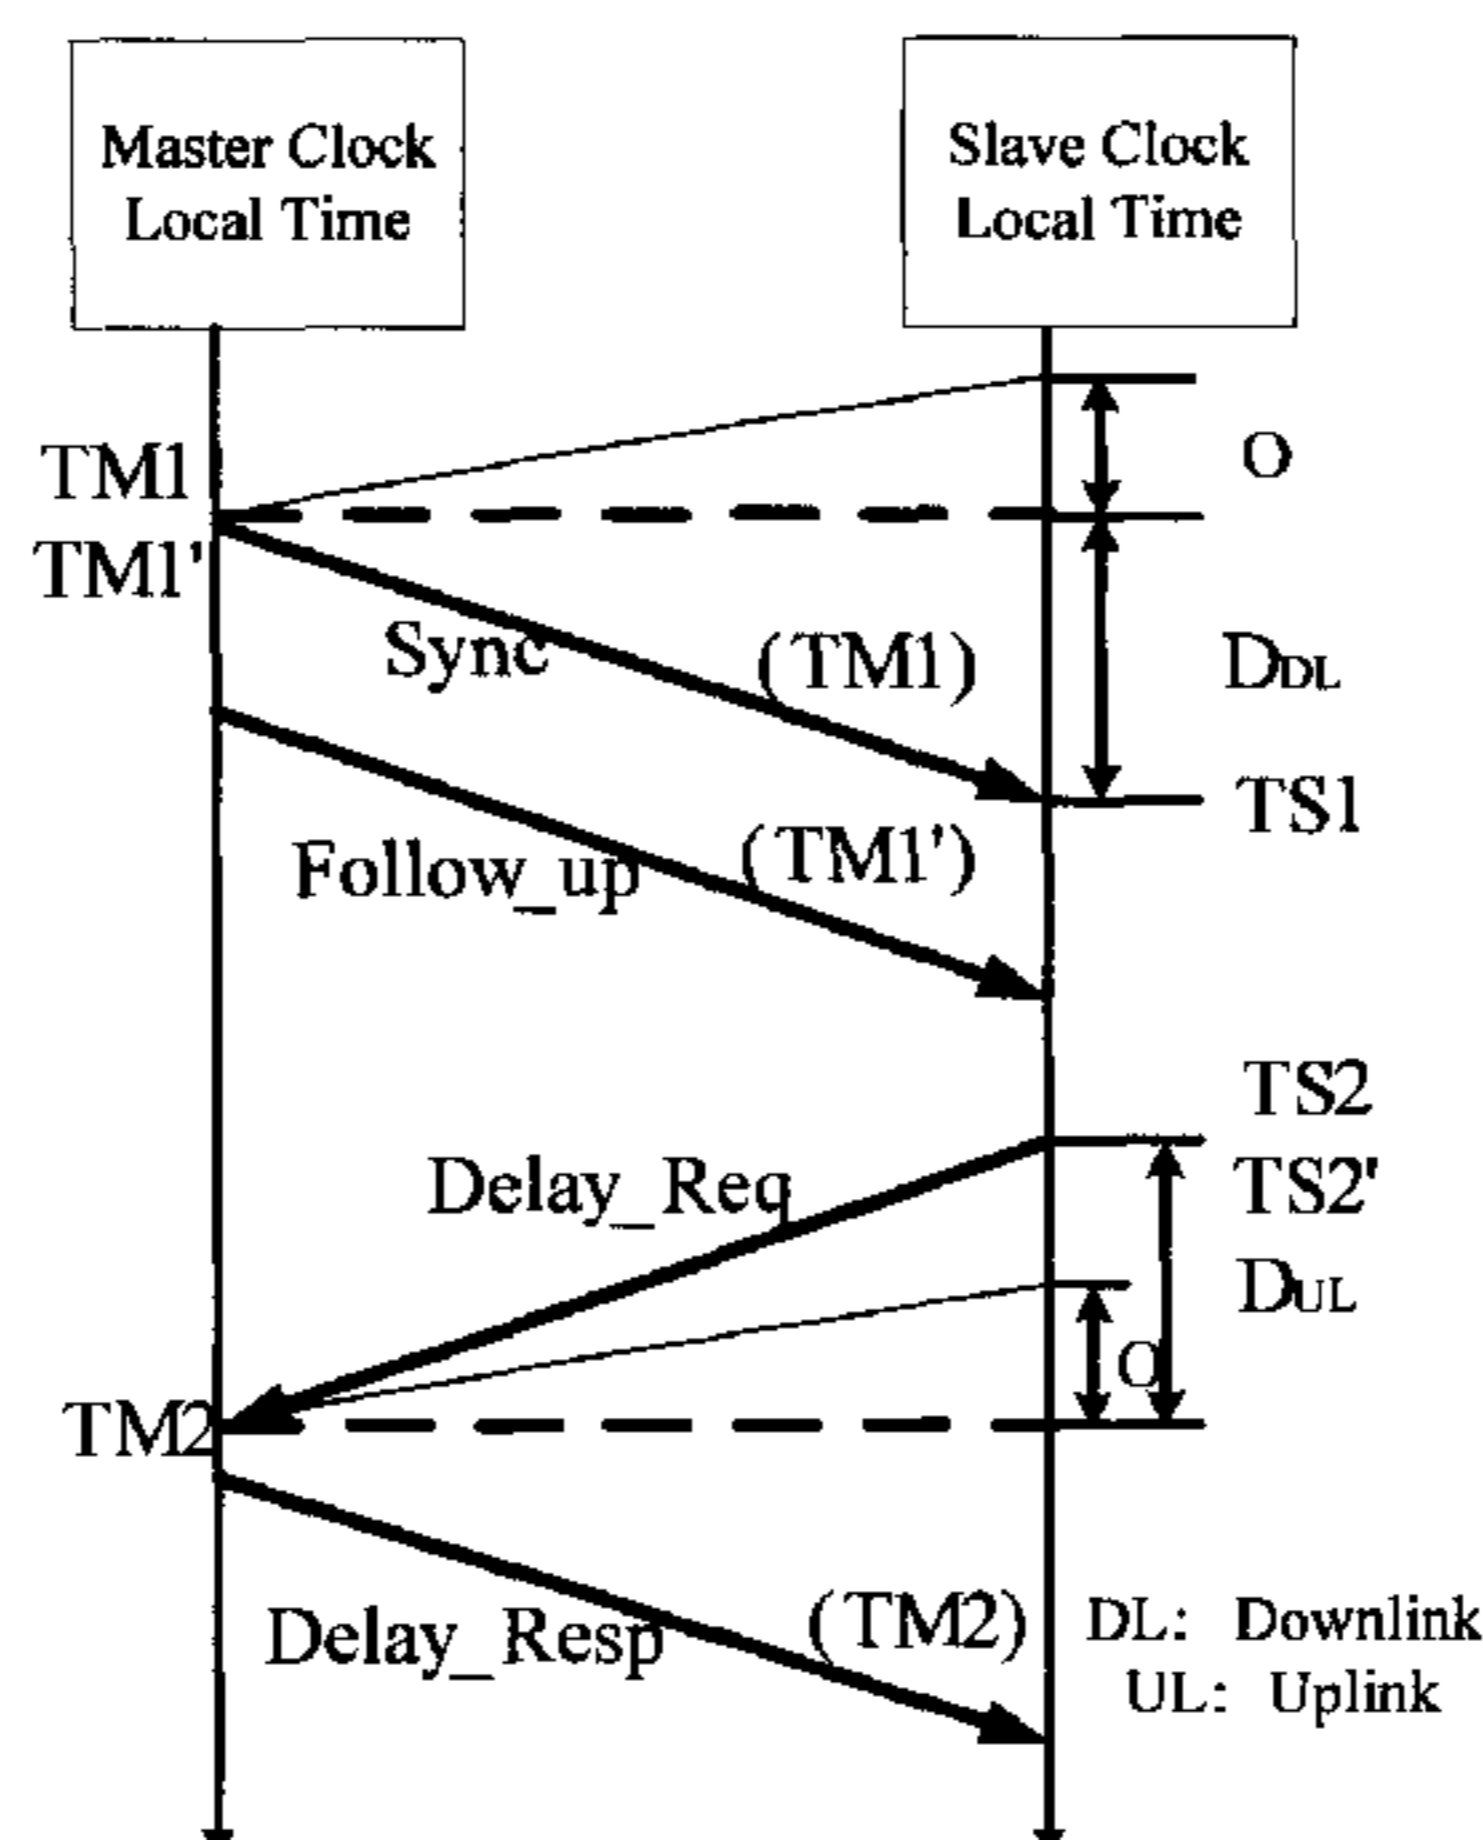 Master Clock
Local Time
Slave Clock
Local Time
TM1
O
TM1'
Sync
(TM1)
DDL
TS1
Follow_up
(TM1')
TS2
Delay_Req
TS2'
DUL
O
TM2
Delay_Resp
(TM2)
DL: Downlink
UL: Uplink